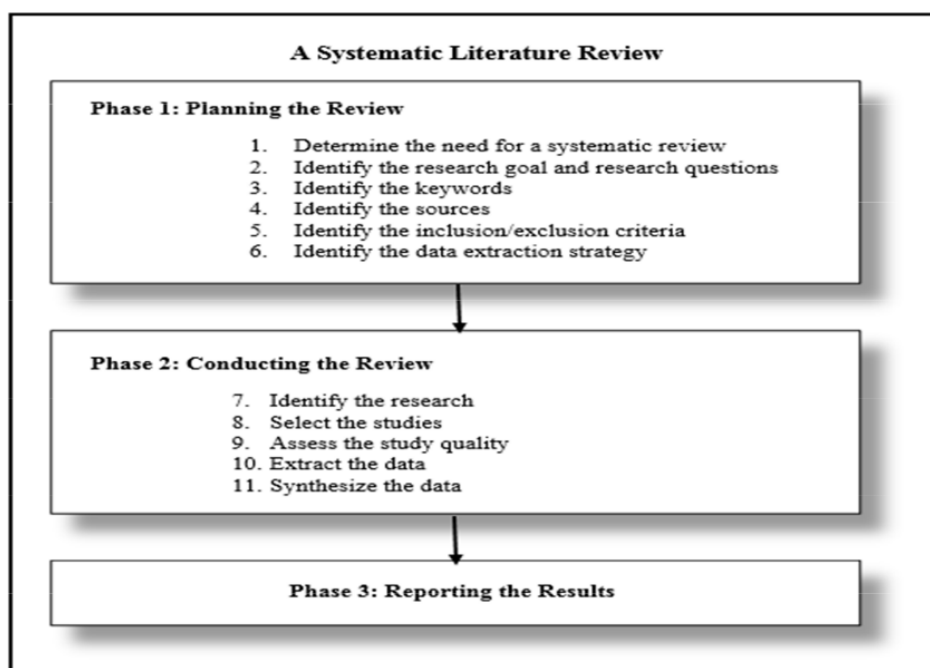 A Systematic Literature Review
Phase 1: Planning the Review
1. Determine the need for a systematic review
2. Identify the research goal and research questions
3. Identify the keywords
4. Identify the sources
5. Identify the inclusion/exclusion criteria
6. Identify the data extraction strategy
Phase 2: Conducting the Review
7. Identify the research
8. Select the studies
9. Assess the study quality
10. Extract the data
11. Synthesize the data
Phase 3: Reporting the Results